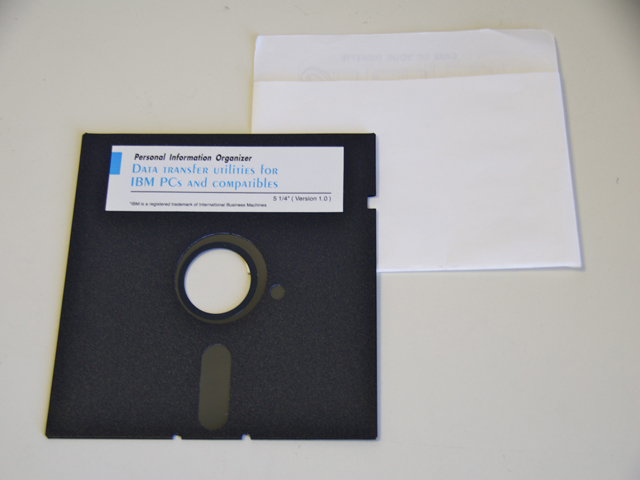 Personal Information Organizer
DATA TRANSFER UTILITIES FOR
IBM PCS AND COMPATIBLES
5 1/4" ( Version 1.0 )
*IBM is a registered trademark of International Business Machines